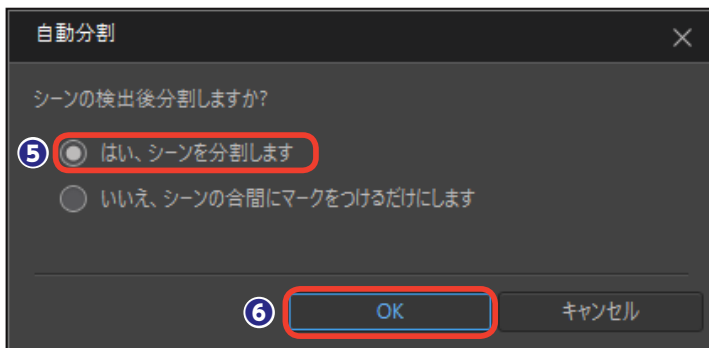 自動分割
シーンの検出後分割しますか?
5 はい、シーンを分割します
いいえ、シーンの合間にマークをつけるだけにします
6 OK キャンセル